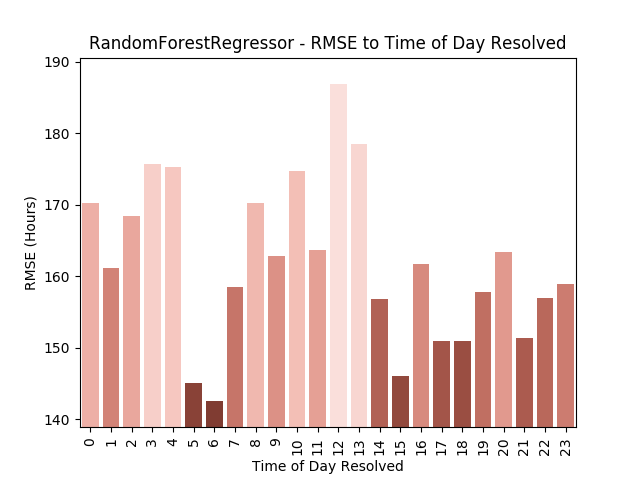 RandomForestRegressor - RMSE to Time of Day Resolved
190
180
170
160
150
140
RMSE (Hours)
0 1 2 3 4 5 6 7 8 9 10 11 12 13 14 15 16 17 18 19 20 21 22 23
Time of Day Resolved